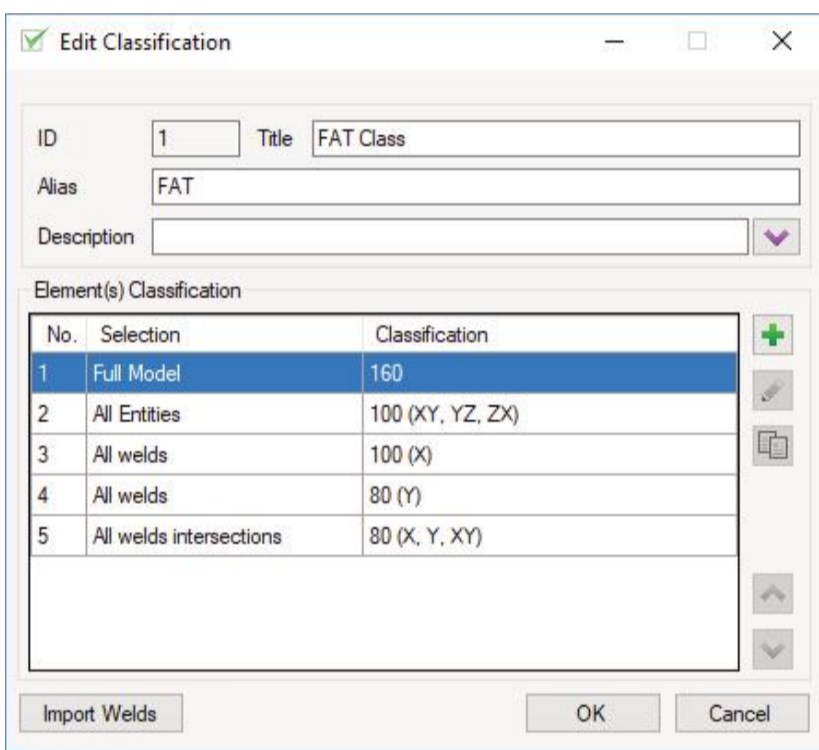 Edit Classification
ID 1 Title FAT Class
Alias FAT
Description
Element(s) Classification
No. Selection Classification
1 Full Model 160
2 All Entities 100 (XY, YZ, ZX)
3 All welds 100 (X)
4 All welds 80 (Y)
5 All welds intersections 80 (X, Y, XY)
Import Welds OK Cancel